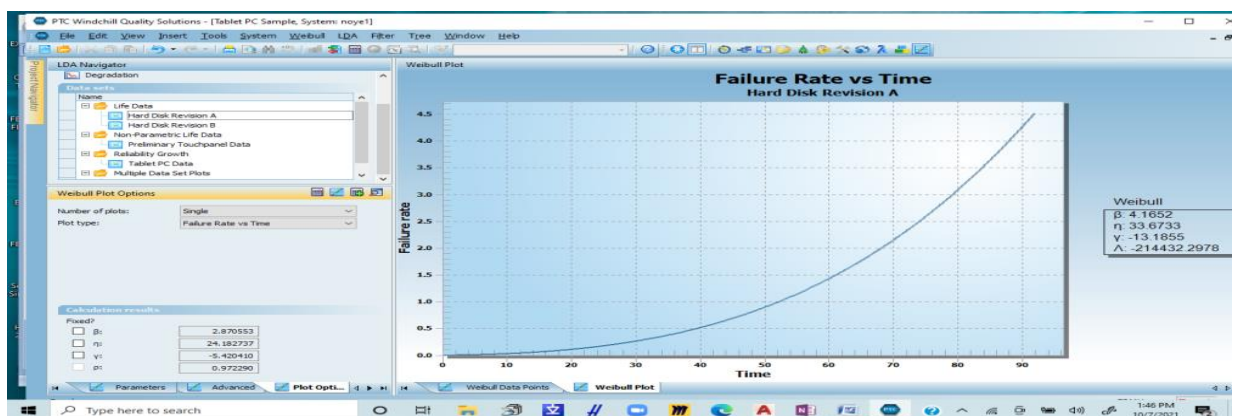 PTC Windchill Quality Solutions - [Tablet PC Sample, System: noye1]
File Edit View Insert Tools System Weibull LDA Filter Tree Window Help
Project Navigator
LDA Navigator
Degradation
Data sets
Name
Life Data
Hard Disk Revision A
Hard Disk Revision B
Non-Parametric Life Data
Preliminary Touchpanel Data
Reliability Growth
Tablet PC Data
Multiple Data Set Plots
Weibull Plot Options
Number of plots: Single
Plot type: Failure Rate vs Time
Calculation results
Fixed?
β: 2.870553
η: 24.182730
γ: -5.420410
ρ: 0.972290
Parameters Advanced Plot Opti...
Weibull Plot
Failure Rate vs Time
Hard Disk Revision A
4.5
4.0
3.5
3.0
2.5
2.0
1.5
1.0
0.5
0.0
Failure rate
0 10 20 30 40 50 60 70 80 90
Time
Weibull
β: 4.1652
η: 33.6733
γ: -13.1855
Λ: -214432.2978
Weibull Data Points Weibull Plot
Type here to search
1:46 PM
10/7/2021